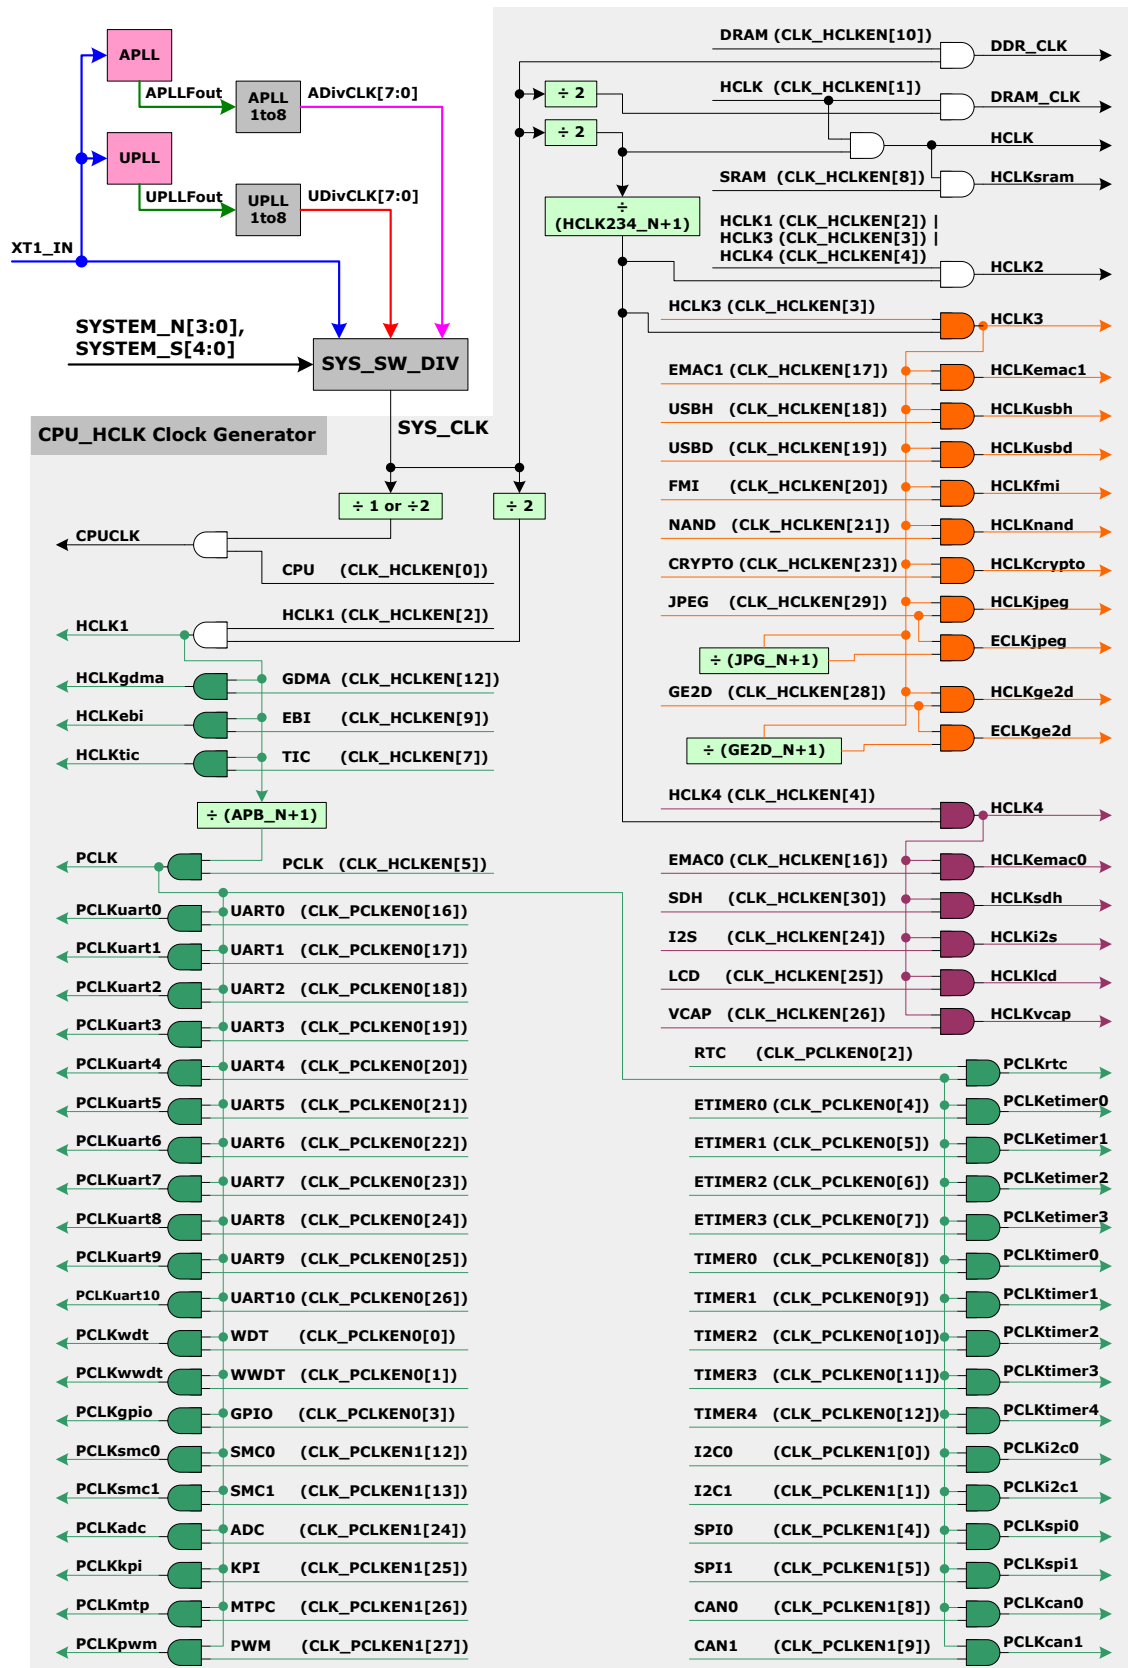 APLL
APLLFout
APLL
1to8
ADivCLK[7:0]
UPLL
UPLLFout
UPLL
1to8
UDivCLK[7:0]
XT1_IN
SYSTEM_N[3:0],
SYSTEM_S[4:0]
SYS_SW_DIV
CPU_HCLK Clock Generator
SYS_CLK
÷ 1 or ÷2
÷ 2
CPUCLK
CPU (CLK_HCLKEN[0])
HCLK1 (CLK_HCLKEN[2])
HCLK1
HCLKgdma
GDMA (CLK_HCLKEN[12])
HCLKebi
EBI (CLK_HCLKEN[9])
HCLKtic
TIC (CLK_HCLKEN[7])
÷ (APB_N+1)
PCLK
PCLK (CLK_HCLKEN[5])
PCLKuart0
UART0 (CLK_PCLKEN0[16])
PCLKuart1
UART1 (CLK_PCLKEN0[17])
PCLKuart2
UART2 (CLK_PCLKEN0[18])
PCLKuart3
UART3 (CLK_PCLKEN0[19])
PCLKuart4
UART4 (CLK_PCLKEN0[20])
PCLKuart5
UART5 (CLK_PCLKEN0[21])
PCLKuart6
UART6 (CLK_PCLKEN0[22])
PCLKuart7
UART7 (CLK_PCLKEN0[23])
PCLKuart8
UART8 (CLK_PCLKEN0[24])
PCLKuart9
UART9 (CLK_PCLKEN0[25])
PCLKuart10
UART10 (CLK_PCLKEN0[26])
PCLKwdt
WDT (CLK_PCLKEN0[0])
PCLKwwdt
WWDT (CLK_PCLKEN0[1])
PCLKgpio
GPIO (CLK_PCLKEN0[3])
PCLKsmc0
SMC0 (CLK_PCLKEN1[12])
PCLKsmc1
SMC1 (CLK_PCLKEN1[13])
PCLKadc
ADC (CLK_PCLKEN1[24])
PCLKkpi
KPI (CLK_PCLKEN1[25])
PCLKmtp
MTPC (CLK_PCLKEN1[26])
PCLKpwm
PWM (CLK_PCLKEN1[27])
DRAM (CLK_HCLKEN[10])
DDR_CLK
÷ 2
HCLK (CLK_HCLKEN[1])
DRAM_CLK
÷ 2
HCLK
SRAM (CLK_HCLKEN[8])
HCLKsram
÷
(HCLK234_N+1)
HCLK1 (CLK_HCLKEN[2]) |
HCLK3 (CLK_HCLKEN[3]) |
HCLK4 (CLK_HCLKEN[4])
HCLK2
HCLK3 (CLK_HCLKEN[3])
HCLK3
EMAC1 (CLK_HCLKEN[17])
HCLKemac1
USBH (CLK_HCLKEN[18])
HCLKusbh
USBD (CLK_HCLKEN[19])
HCLKusbd
FMI (CLK_HCLKEN[20])
HCLKfmi
NAND (CLK_HCLKEN[21])
HCLKnand
CRYPTO (CLK_HCLKEN[23])
HCLKcrypto
JPEG (CLK_HCLKEN[29])
HCLKjpeg
ECLKjpeg
÷ (JPG_N+1)
GE2D (CLK_HCLKEN[28])
HCLKge2d
ECLKge2d
÷ (GE2D_N+1)
HCLK4 (CLK_HCLKEN[4])
HCLK4
EMAC0 (CLK_HCLKEN[16])
HCLKemac0
SDH (CLK_HCLKEN[30])
HCLKsdh
I2S (CLK_HCLKEN[24])
HCLKi2s
LCD (CLK_HCLKEN[25])
HCLKlcd
VCAP (CLK_HCLKEN[26])
HCLKvcap
RTC (CLK_PCLKEN0[2])
PCLKrtc
ETIMER0 (CLK_PCLKEN0[4])
PCLKetimer0
ETIMER1 (CLK_PCLKEN0[5])
PCLKetimer1
ETIMER2 (CLK_PCLKEN0[6])
PCLKetimer2
ETIMER3 (CLK_PCLKEN0[7])
PCLKetimer3
TIMER0 (CLK_PCLKEN0[8])
PCLKtimer0
TIMER1 (CLK_PCLKEN0[9])
PCLKtimer1
TIMER2 (CLK_PCLKEN0[10])
PCLKtimer2
TIMER3 (CLK_PCLKEN0[11])
PCLKtimer3
TIMER4 (CLK_PCLKEN0[12])
PCLKtimer4
I2C0 (CLK_PCLKEN1[0])
PCLKi2c0
I2C1 (CLK_PCLKEN1[1])
PCLKi2c1
SPI0 (CLK_PCLKEN1[4])
PCLKspi0
SPI1 (CLK_PCLKEN1[5])
PCLKspi1
CAN0 (CLK_PCLKEN1[8])
PCLKcan0
CAN1 (CLK_PCLKEN1[9])
PCLKcan1